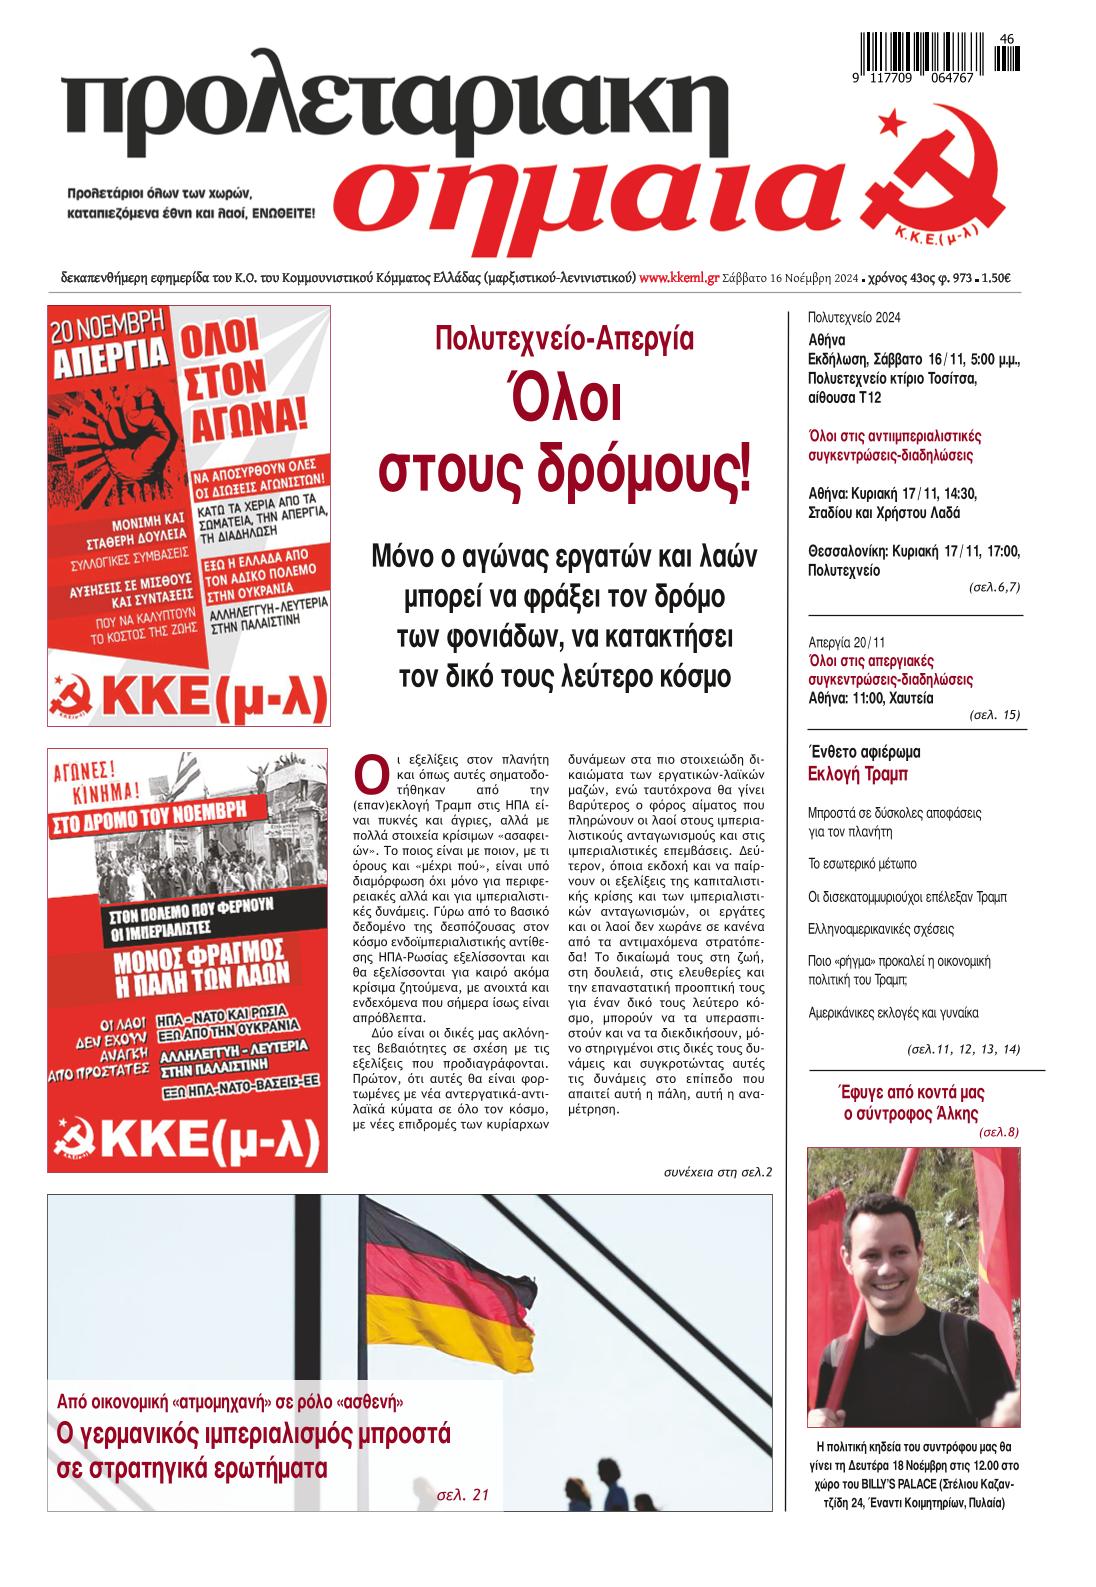 46
9 117709 064767
προλεταριακη
σημαια
Προλετάριοι όλων των χωρών,
καταπιεζόμενα έθνη και λαοί, ΕΝΩΘΕΙΤΕ!
Κ.Κ.Ε.(μ-λ)
δεκαπενθήμερη εφημερίδα του Κ.Ο. του Κομμουνιστικού Κόμματος Ελλάδας (μαρξιστικού-λενινιστικού) www.kkeml.gr Σάββατο 16 Νοέμβρη 2024 ▪ χρόνος 43ος φ. 973 ▪ 1,50€
20 ΝΟΕΜΒΡΗ
ΑΠΕΡΓΙΑ
ΟΛΟΙ
ΣΤΟΝ
ΑΓΩΝΑ!
ΝΑ ΑΠΟΣΥΡΘΟΥΝ ΟΛΕΣ
ΟΙ ΔΙΩΞΕΙΣ ΑΓΩΝΙΣΤΩΝ!
ΚΑΤΩ ΤΑ ΧΕΡΙΑ ΑΠΟ ΤΑ
ΣΩΜΑΤΕΙΑ, ΤΗΝ ΑΠΕΡΓΙΑ,
ΤΗ ΔΙΑΔΗΛΩΣΗ
ΜΟΝΙΜΗ ΚΑΙ
ΣΤΑΘΕΡΗ ΔΟΥΛΕΙΑ
ΣΥΛΛΟΓΙΚΕΣ ΣΥΜΒΑΣΕΙΣ
ΑΥΞΗΣΕΙΣ ΣΕ ΜΙΣΘΟΥΣ
ΚΑΙ ΣΥΝΤΑΞΕΙΣ
ΠΟΥ ΝΑ ΚΑΛΥΠΤΟΥΝ
ΤΟ ΚΟΣΤΟΣ ΤΗΣ ΖΩΗΣ
ΕΞΩ Η ΕΛΛΑΔΑ ΑΠΟ
ΤΟΝ ΑΔΙΚΟ ΠΟΛΕΜΟ
ΣΤΗΝ ΟΥΚΡΑΝΙΑ
ΑΛΛΗΛΕΓΓΥΗ-ΛΕΥΤΕΡΙΑ
ΣΤΗΝ ΠΑΛΑΙΣΤΙΝΗ
ΚΚΕ(μ-λ)
ΑΓΩΝΕΣ!
ΚΙΝΗΜΑ!
ΣΤΟ ΔΡΟΜΟ ΤΟΥ ΝΟΕΜΒΡΗ
ΣΤΟΝ ΠΟΛΕΜΟ ΠΟΥ ΦΕΡΝΟΥΝ
ΟΙ ΙΜΠΕΡΙΑΛΙΣΤΕΣ
ΜΟΝΟΣ ΦΡΑΓΜΟΣ
Η ΠΑΛΗ ΤΩΝ ΛΑΩΝ
ΟΙ ΛΑΟΙ
ΔΕΝ ΕΧΟΥΝ
ΑΝΑΓΚΗ
ΑΠΟ ΠΡΟΣΤΑΤΕΣ
ΗΠΑ – ΝΑΤΟ ΚΑΙ ΡΩΣΙΑ
ΕΞΩ ΑΠΟ ΤΗΝ ΟΥΚΡΑΝΙΑ
ΑΛΛΗΛΕΓΓΥΗ – ΛΕΥΤΕΡΙΑ
ΣΤΗΝ ΠΑΛΑΙΣΤΙΝΗ
ΕΞΩ ΗΠΑ-ΝΑΤΟ-ΒΑΣΕΙΣ-ΕΕ
ΚΚΕ(μ-λ)
Πολυτεχνείο-Απεργία
Όλοι
στους δρόμους!
Μόνο ο αγώνας εργατών και λαών
μπορεί να φράξει τον δρόμο
των φονιάδων, να κατακτήσει
τον δικό τους λεύτερο κόσμο
Οι εξελίξεις στον πλανήτη
και όπως αυτές σηματοδο-
τήθηκαν από την
(επαν)εκλογή Τραμπ στις ΗΠΑ εί-
ναι πυκνές και άγριες, αλλά με
πολλά στοιχεία κρίσιμων «ασαφει-
ών». Το ποιος είναι με ποιον, με τι
όρους και «μέχρι πού», είναι υπό
διαμόρφωση όχι μόνο για περιφε-
ρειακές αλλά και για ιμπεριαλιστι-
κές δυνάμεις. Γύρω από το βασικό
δεδομένο της δεσπόζουσας στον
κόσμο ενδοϊμπεριαλιστικής αντίθε-
σης ΗΠΑ-Ρωσίας εξελίσσονται και
θα εξελίσσονται για καιρό ακόμα
κρίσιμα ζητούμενα, με ανοιχτά και
ενδεχόμενα που σήμερα ίσως είναι
απρόβλεπτα.
Δύο είναι οι δικές μας ακλόνη-
τες βεβαιότητες σε σχέση με τις
εξελίξεις που προδιαγράφονται.
Πρώτον, ότι αυτές θα είναι φορ-
τωμένες με νέα αντεργατικά-αντι-
λαϊκά κύματα σε όλο τον κόσμο,
με νέες επιδρομές των κυρίαρχων
δυνάμεων στα πιο στοιχειώδη δι-
καιώματα των εργατικών-λαϊκών
μαζών, ενώ ταυτόχρονα θα γίνει
βαρύτερος ο φόρος αίματος που
πληρώνουν οι λαοί στους ιμπερια-
λιστικούς ανταγωνισμούς και στις
ιμπεριαλιστικές επεμβάσεις. Δεύ-
τερον, όποια εκδοχή και να παίρ-
νουν οι εξελίξεις της καπιταλιστι-
κής κρίσης και των ιμπεριαλιστι-
κών ανταγωνισμών, οι εργάτες
και οι λαοί δεν χωράνε σε κανένα
από τα αντιμαχόμενα στρατόπε-
δα! Το δικαίωμά τους στη ζωή,
στη δουλειά, στις ελευθερίες και
την επαναστατική προοπτική τους
για έναν δικό τους λεύτερο κό-
σμο, μπορούν να τα υπερασπι-
στούν και να τα διεκδικήσουν, μό-
νο στηριγμένοι στις δικές τους δυ-
νάμεις και συγκροτώντας αυτές
τις δυνάμεις στο επίπεδο που
απαιτεί αυτή η πάλη, αυτή η ανα-
μέτρηση.
συνέχεια στη σελ.2
Από οικονομική «ατμομηχανή» σε ρόλο «ασθενή»
Ο γερμανικός ιμπεριαλισμός μπροστά
σε στρατηγικά ερωτήματα
σελ. 21
Πολυτεχνείο 2024
Αθήνα
Εκδήλωση, Σάββατο 16/11, 5:00 μ.μ.,
Πολυετεχνείο κτίριο Τοσίτσα,
αίθουσα Τ12
Όλοι στις αντιιμπεριαλιστικές
συγκεντρώσεις-διαδηλώσεις
Αθήνα: Κυριακή 17/11, 14:30,
Σταδίου και Χρήστου Λαδά
Θεσσαλονίκη: Κυριακή 17/11, 17:00,
Πολυτεχνείο
(σελ.6,7)
Απεργία 20/11
Όλοι στις απεργιακές
συγκεντρώσεις-διαδηλώσεις
Αθήνα: 11:00, Χαυτεία
(σελ. 15)
Ένθετο αφιέρωμα
Εκλογή Τραμπ
Μπροστά σε δύσκολες αποφάσεις
για τον πλανήτη
Το εσωτερικό μέτωπο
Οι δισεκατομμυριούχοι επέλεξαν Τραμπ
Ελληνοαμερικανικές σχέσεις
Ποιο «ρήγμα» προκαλεί η οικονομική
πολιτική του Τραμπ;
Αμερικάνικες εκλογές και γυναίκα
(σελ.11, 12, 13, 14)
Έφυγε από κοντά μας
ο σύντροφος Άλκης
(σελ.8)
Η πολιτική κηδεία του συντρόφου μας θα
γίνει τη Δευτέρα 18 Νοέμβρη στις 12.00 στο
χώρο του BILLY'S PALACE (Στέλιου Καζαν-
τζίδη 24, Έναντι Κοιμητηρίων, Πυλαία)